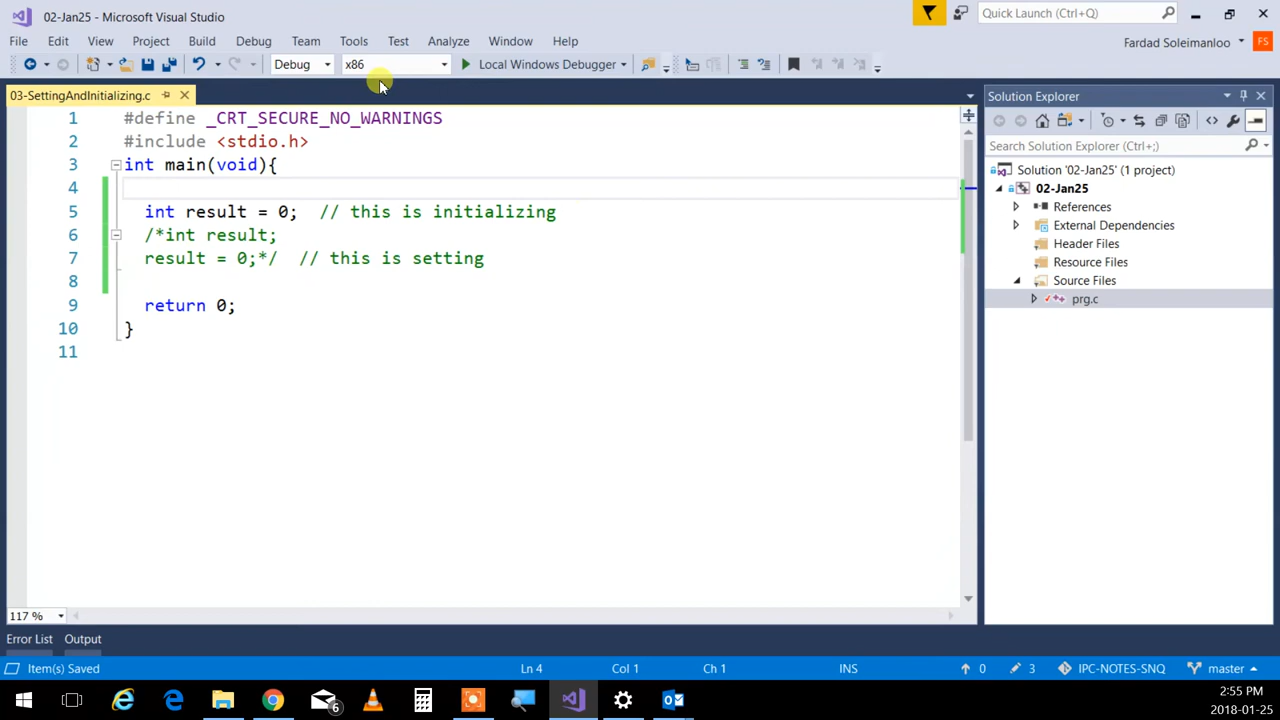 02-Jan25 - Microsoft Visual Studio
Quick Launch (Ctrl+Q)
File Edit View Project Build Debug Team Tools Test Analyze Window Help
Fardad Soleimanloo FS
Debug x86 Local Windows Debugger
03-SettingAndInitializing.c
1 #define _CRT_SECURE_NO_WARNINGS
2 #include <stdio.h>
3 int main(void){
4
5 int result = 0; // this is initializing
6 /*int result;
7 result = 0;*/ // this is setting
8
9 return 0;
10 }
11
117 %
Solution Explorer
Search Solution Explorer (Ctrl+;)
Solution '02-Jan25' (1 project)
02-Jan25
References
External Dependencies
Header Files
Resource Files
Source Files
prg.c
Error List Output
Item(s) Saved Ln 4 Col 1 Ch 1 INS 0 3 IPC-NOTES-SNQ master
6
2:55 PM
2018-01-25